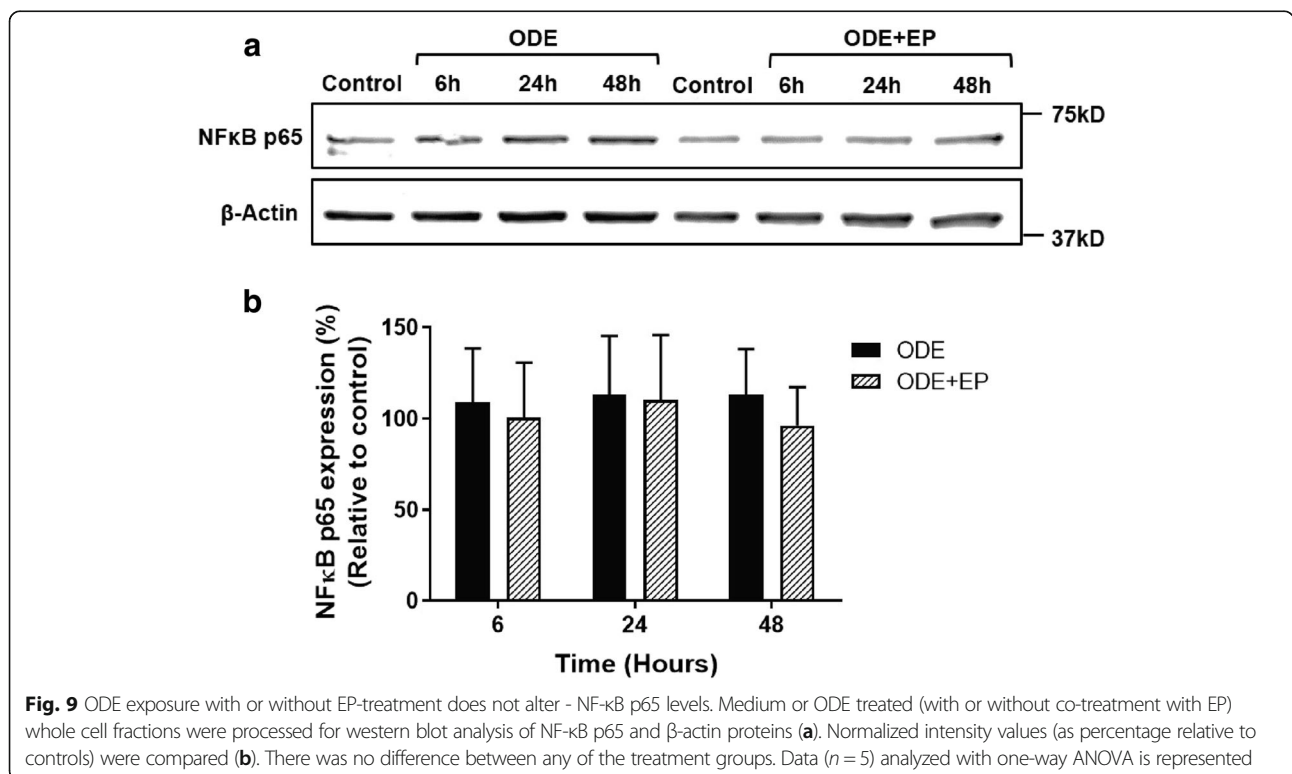 a
ODE
ODE+EP
Control 6h 24h 48h Control 6h 24h 48h
75kD
NFκB p65
β-Actin
37kD
b
NFκB p65 expression (%)
(Relative to control)
150
100
50
0
ODE
ODE+EP
6 24 48
Time (Hours)
Fig. 9 ODE exposure with or without EP-treatment does not alter - NF-κB p65 levels. Medium or ODE treated (with or without co-treatment with EP)
whole cell fractions were processed for western blot analysis of NF-κB p65 and β-actin proteins (a). Normalized intensity values (as percentage relative to
controls) were compared (b). There was no difference between any of the treatment groups. Data (n = 5) analyzed with one-way ANOVA is represented